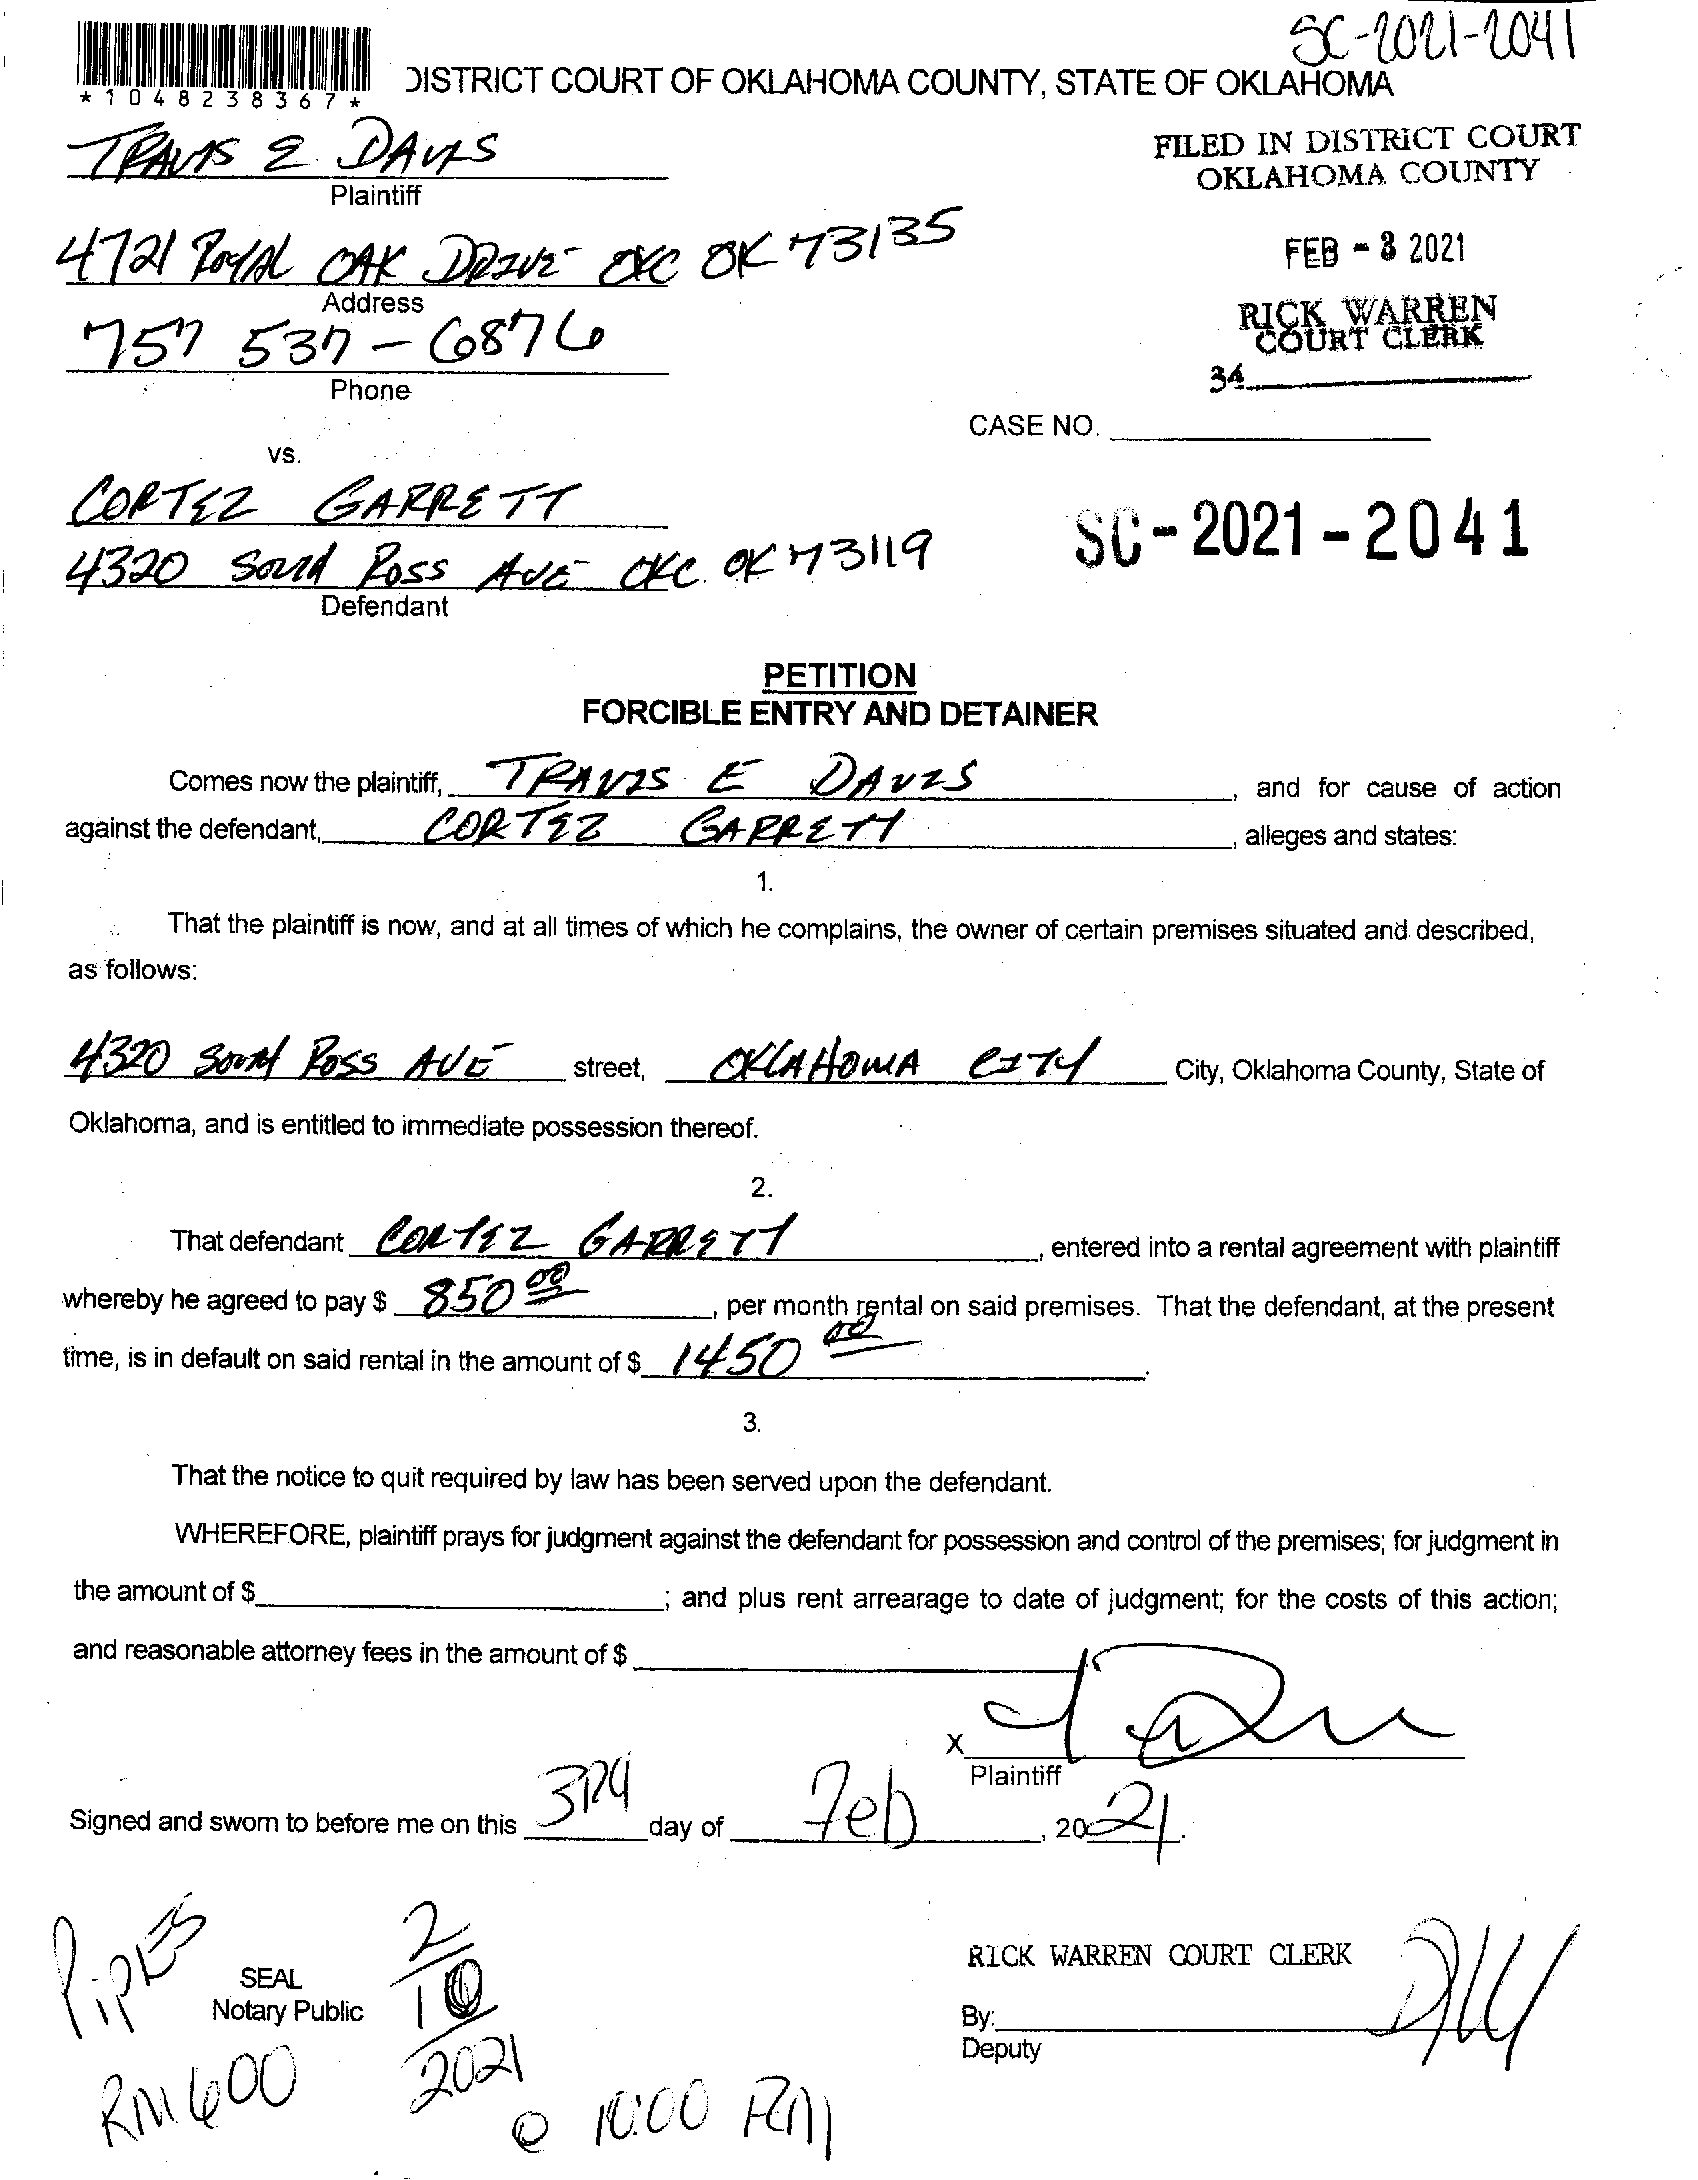 SC-2021-2041
*1048238367*
DISTRICT COURT OF OKLAHOMA COUNTY, STATE OF OKLAHOMA
TRAVIS E. DAVIS
Plaintiff
FILED IN DISTRICT COURT
OKLAHOMA COUNTY
4721 ROYAL OAK DRIVE OKC OK 73135
Address
FEB - 3 2021
757 537-6876
Phone
RICK WARREN
COURT CLERK
34
CASE NO.
vs.
CORTEZ GARRETT
4320 South Ross Ave OKC OK 73119
Defendant
SC-2021-2041
PETITION
FORCIBLE ENTRY AND DETAINER
Comes now the plaintiff, TRAVIS E DAVIS, and for cause of action
against the defendant, CORTEZ GARRETT, alleges and states:
1.
That the plaintiff is now, and at all times of which he complains, the owner of certain premises situated and described,
as follows:
4320 South Ross AVE street, OKLAHOMA CITY City, Oklahoma County, State of
Oklahoma, and is entitled to immediate possession thereof.
2.
That defendant CORTEZ GARRETT, entered into a rental agreement with plaintiff
whereby he agreed to pay $ 850 00, per month rental on said premises. That the defendant, at the present
time, is in default on said rental in the amount of $ 1450 00.
3.
That the notice to quit required by law has been served upon the defendant.
WHEREFORE, plaintiff prays for judgment against the defendant for possession and control of the premises; for judgment in
the amount of $; and plus rent arrearage to date of judgment; for the costs of this action;
and reasonable attorney fees in the amount of $
X
Plaintiff
Signed and sworn to before me on this 3rd day of Feb, 2021.
PIPES
SEAL
Notary Public
RM 600
2/10/2021
@ 10:00 AM
RICK WARREN COURT CLERK
By:
Deputy